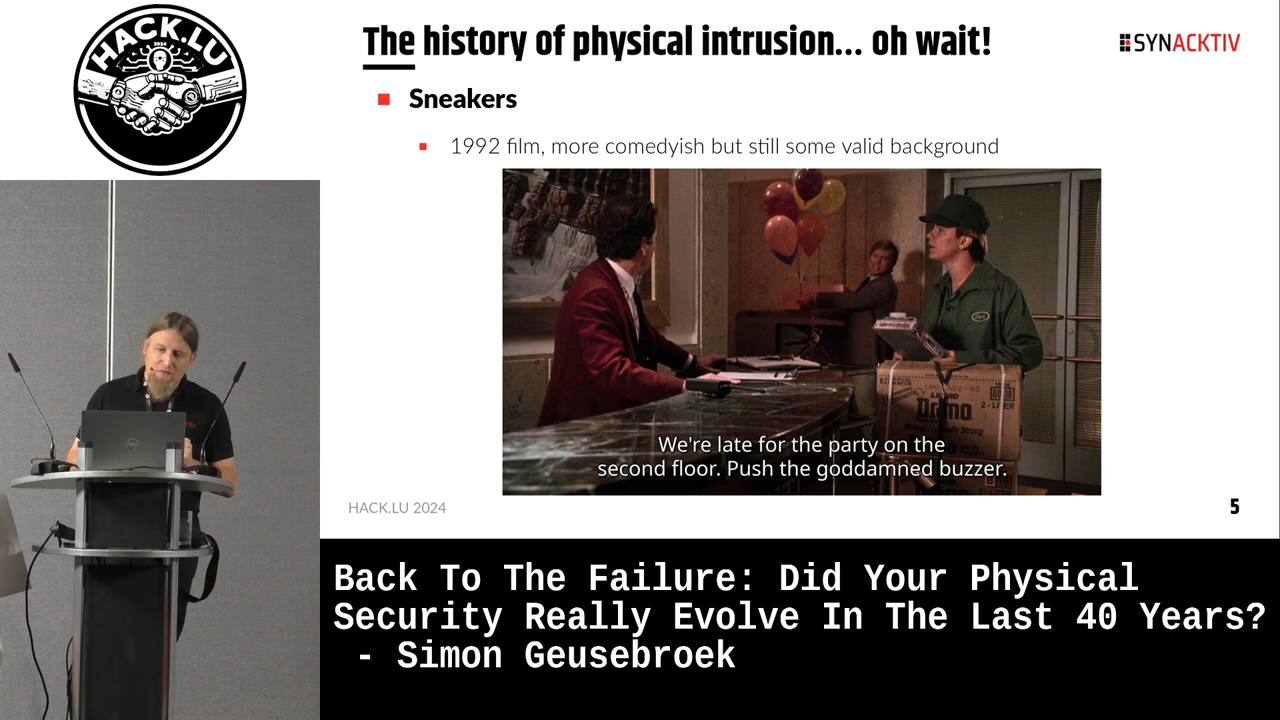 HACK.LU
2024
The history of physical intrusion... oh wait!
SYNACKTIV
Sneakers
1992 film, more comedyish but still some valid background
2-LITER
LIQUID
Drano
We're late for the party on the
second floor. Push the goddamned buzzer.
HACK.LU 2024
5
Back To The Failure: Did Your Physical
Security Really Evolve In The Last 40 Years?
- Simon Geusebroek